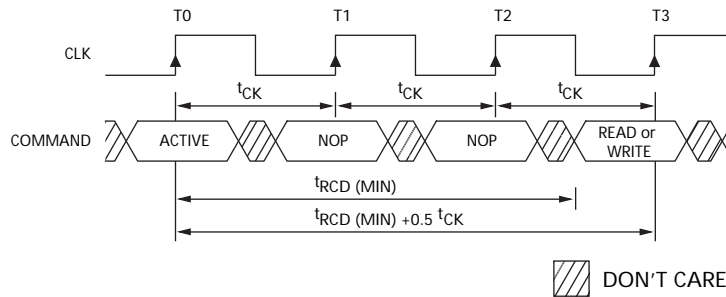 T0 T1 T2 T3
CLK
tCK tCK tCK
COMMAND ACTIVE NOP NOP READ or
WRITE
tRCD (MIN)
tRCD (MIN) +0.5 tCK
DON'T CARE